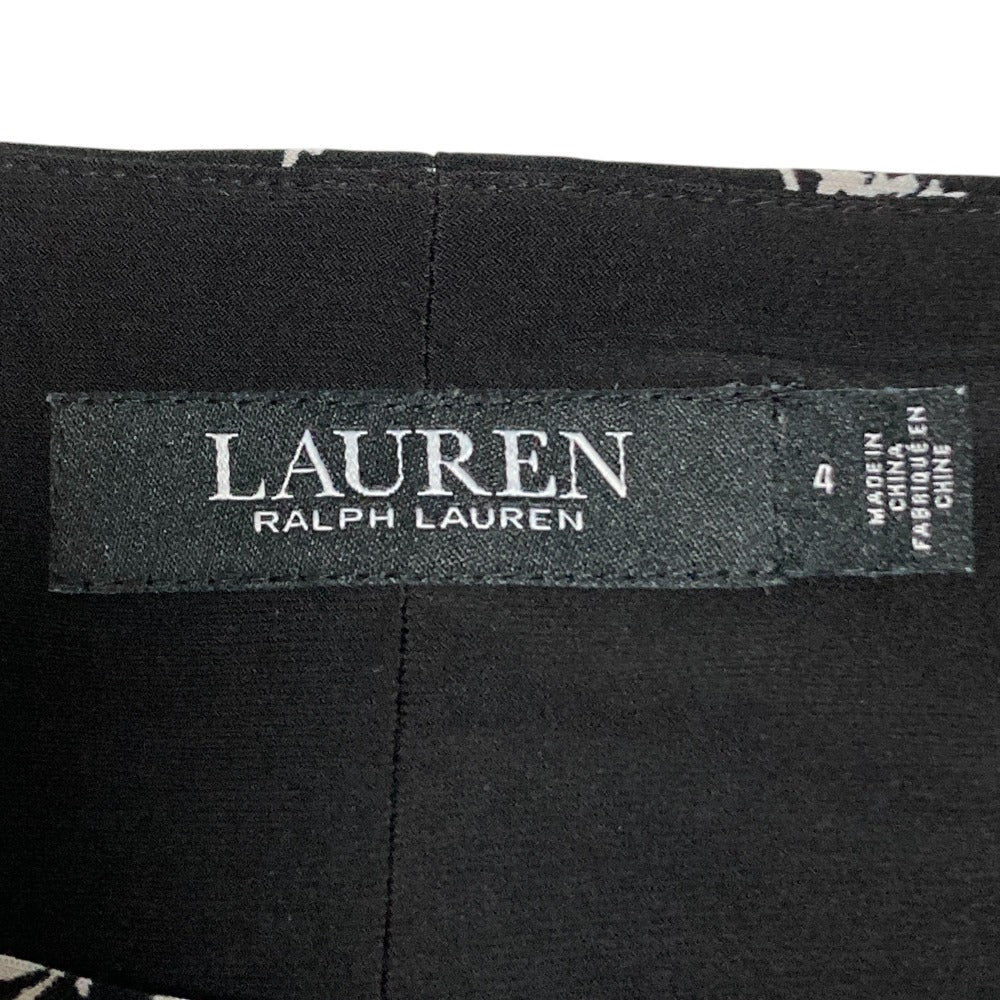 LAUREN
RALPH LAUREN
4
MADE IN
CHINA
FABRIQUÉ EN
CHINE